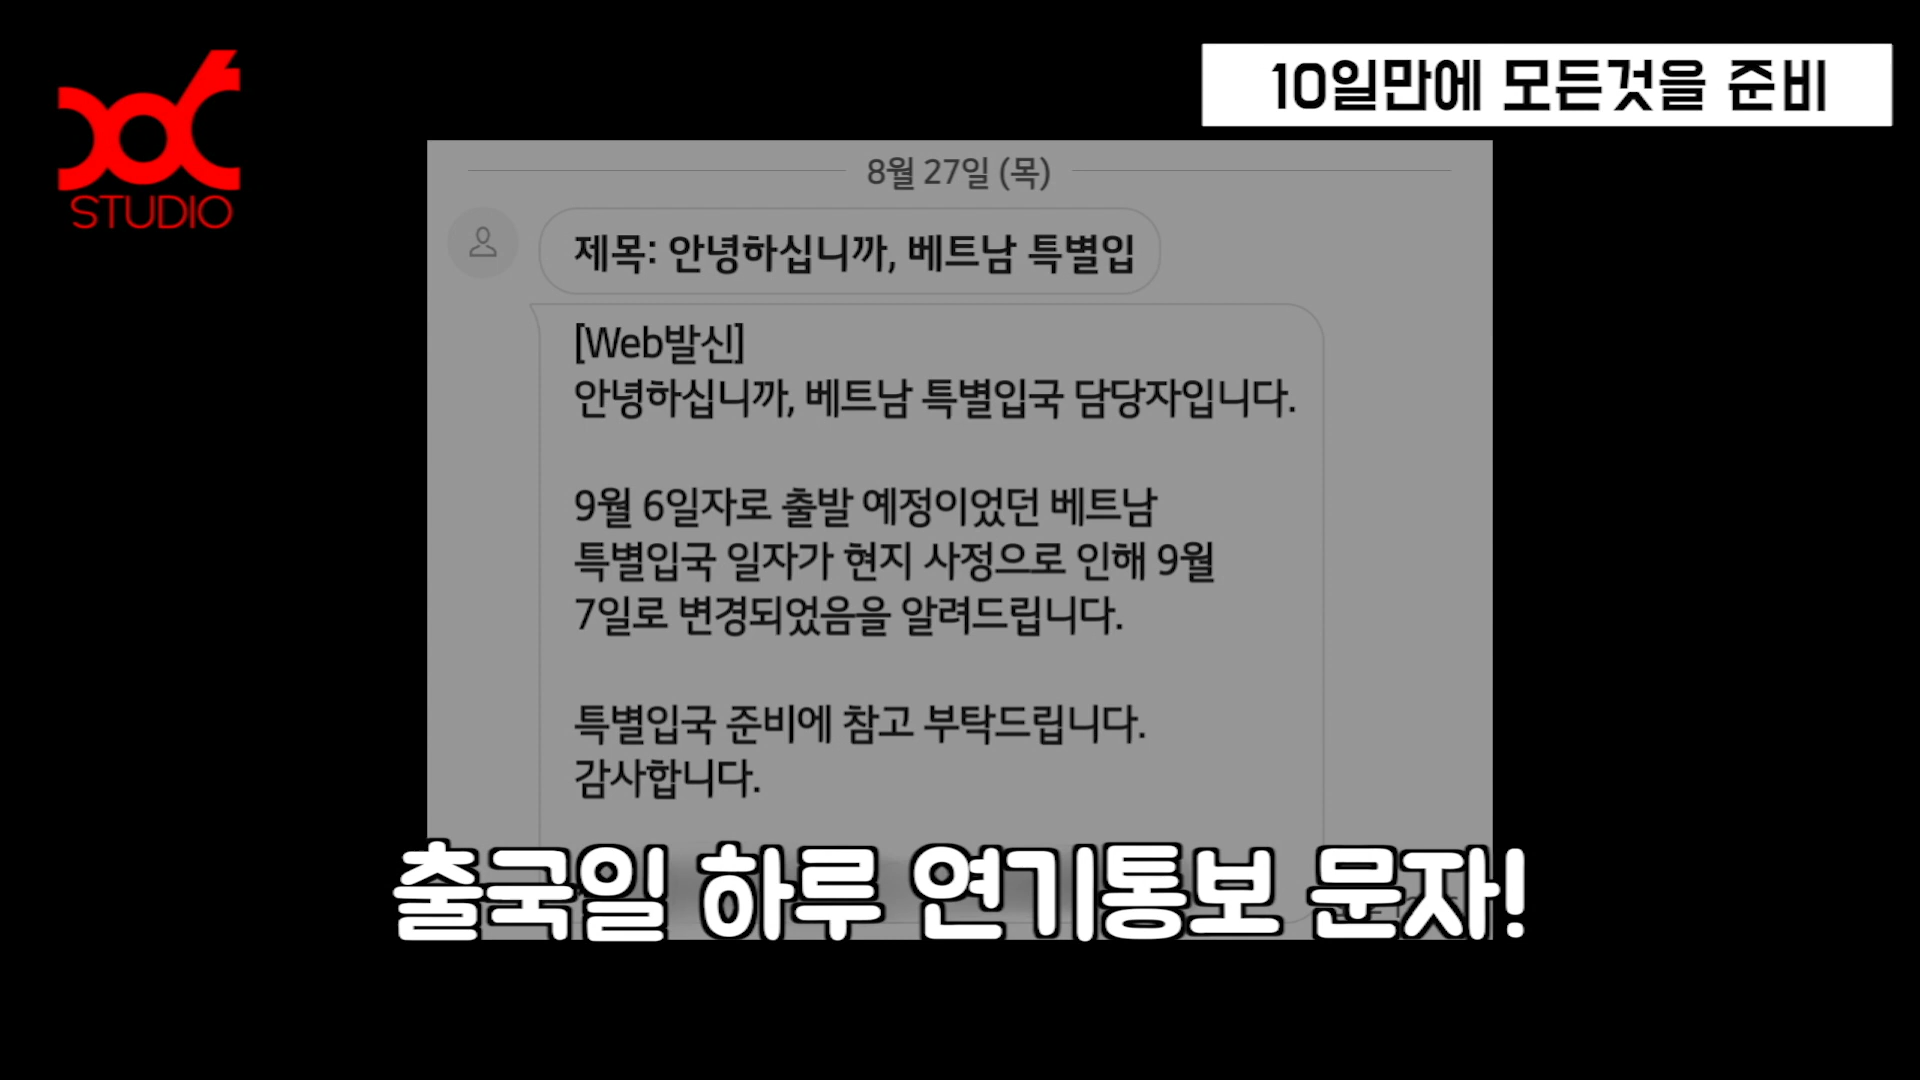 STUDIO
10일만에 모든것을 준비
8월 27일 (목)
제목: 안녕하십니까, 베트남 특별입
[Web발신]
안녕하십니까, 베트남 특별입국 담당자입니다.
9월 6일자로 출발 예정이었던 베트남
특별입국 일자가 현지 사정으로 인해 9월
7일로 변경되었음을 알려드립니다.
특별입국 준비에 참고 부탁드립니다.
감사합니다.
출국일 하루 연기통보 문자!